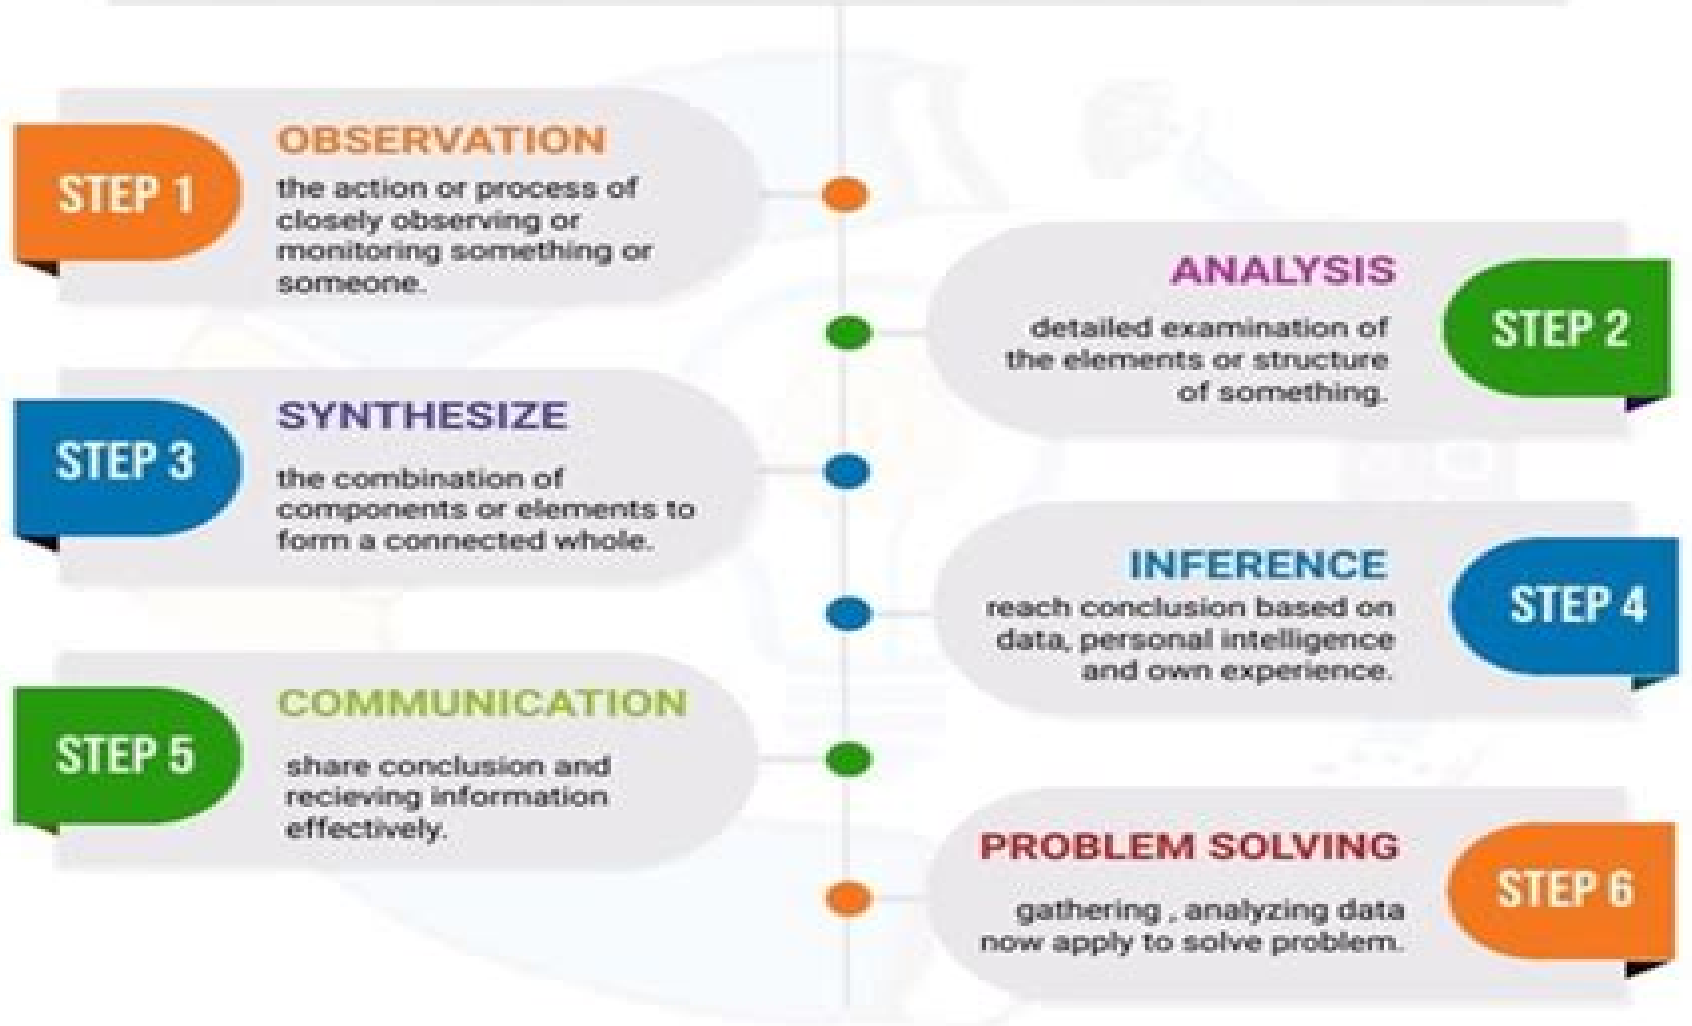 STEP 1
OBSERVATION
the action or process of
closely observing or
monitoring something or
someone.
STEP 2
ANALYSIS
detailed examination of
the elements or structure
of something.
STEP 3
SYNTHESIZE
the combination of
components or elements to
form a connected whole.
STEP 4
INFERENCE
reach conclusion based on
data, personal intelligence
and own experience.
STEP 5
COMMUNICATION
share conclusion and
recieving information
effectively.
STEP 6
PROBLEM SOLVING
gathering , analyzing data
now apply to solve problem.